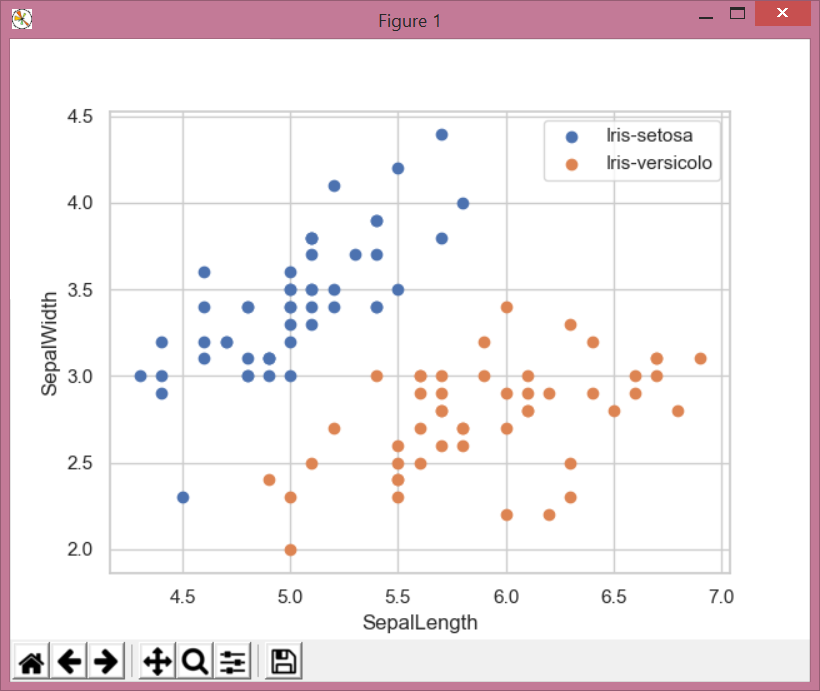 Figure 1
4.5
Iris-setosa
Iris-versicolo
4.0
3.5
SepalWidth
3.0
2.5
2.0
4.5 5.0 5.5 6.0 6.5 7.0
SepalLength